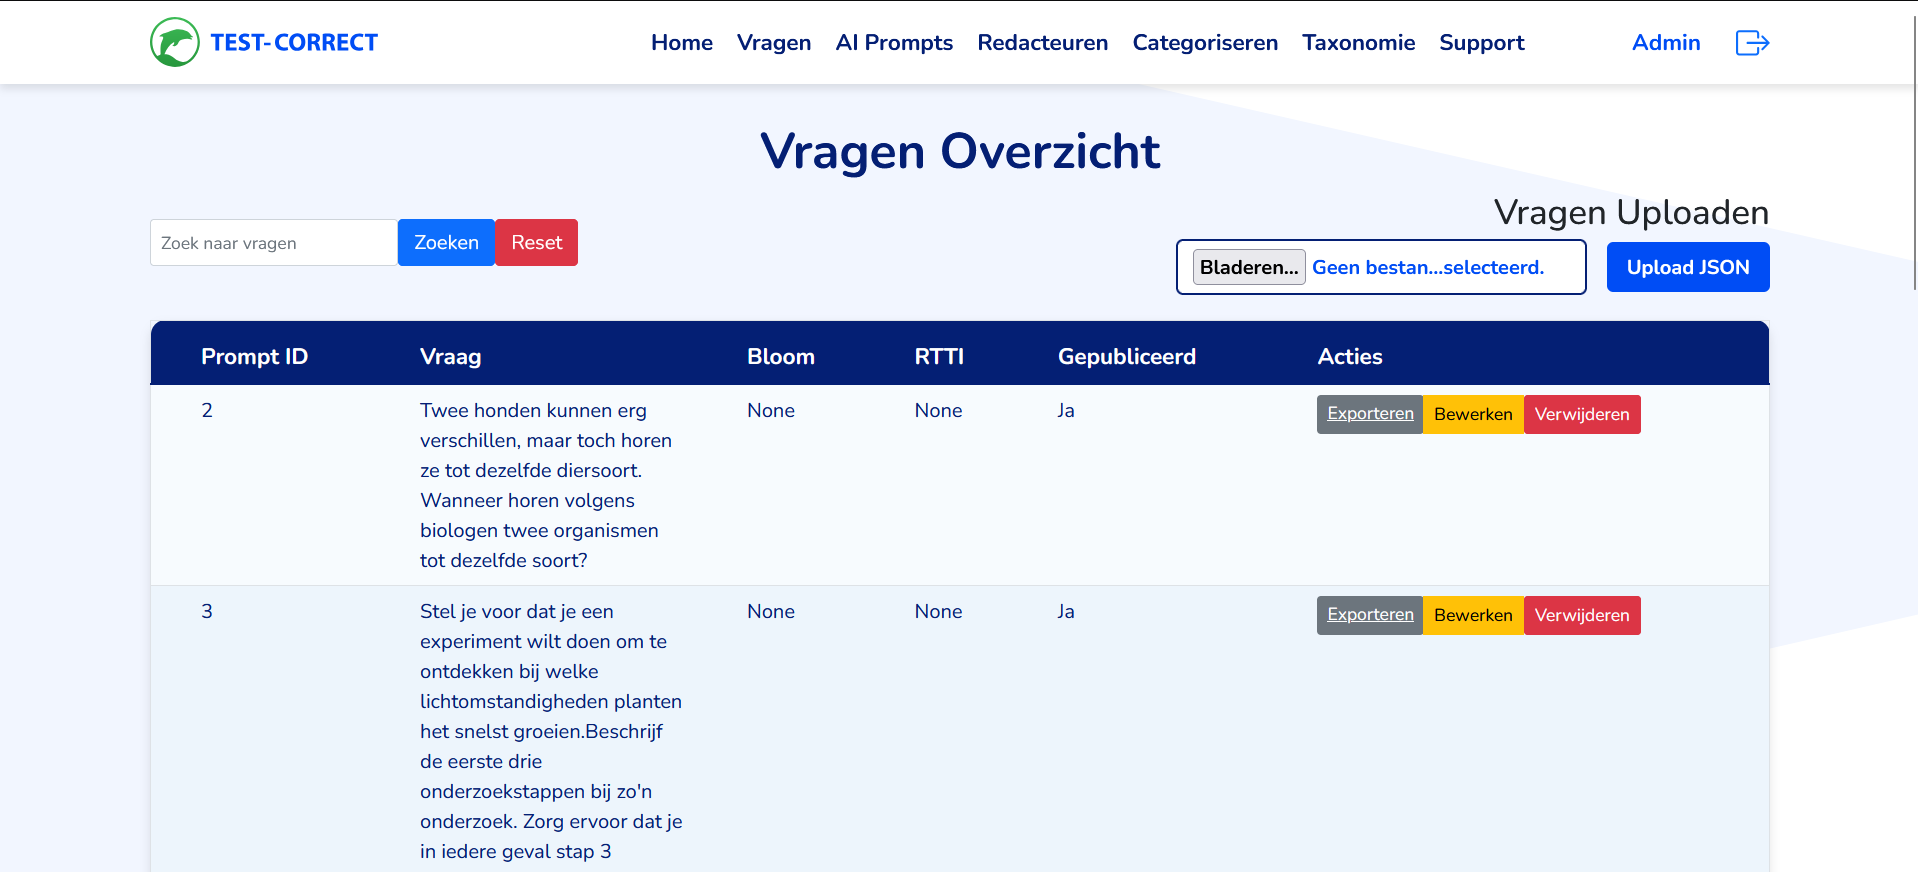 TEST-CORRECT
Home Vragen AI Prompts Redacteuren Categoriseren Taxonomie Support Admin
Vragen Overzicht
Vragen Uploaden
Zoek naar vragen Zoeken Reset
Bladeren... Geen bestan...selecteerd. Upload JSON
Prompt ID Vraag Bloom RTTI Gepubliceerd Acties
2 Twee honden kunnen erg None None Ja Exporteren Bewerken Verwijderen
verschillen, maar toch horen
ze tot dezelfde diersoort.
Wanneer horen volgens
biologen twee organismen
tot dezelfde soort?
3 Stel je voor dat je een None None Ja Exporteren Bewerken Verwijderen
experiment wilt doen om te
ontdekken bij welke
lichtomstandigheden planten
het snelst groeien.Beschrijf
de eerste drie
onderzoekstappen bij zo'n
onderzoek. Zorg ervoor dat je
in iedere geval stap 3